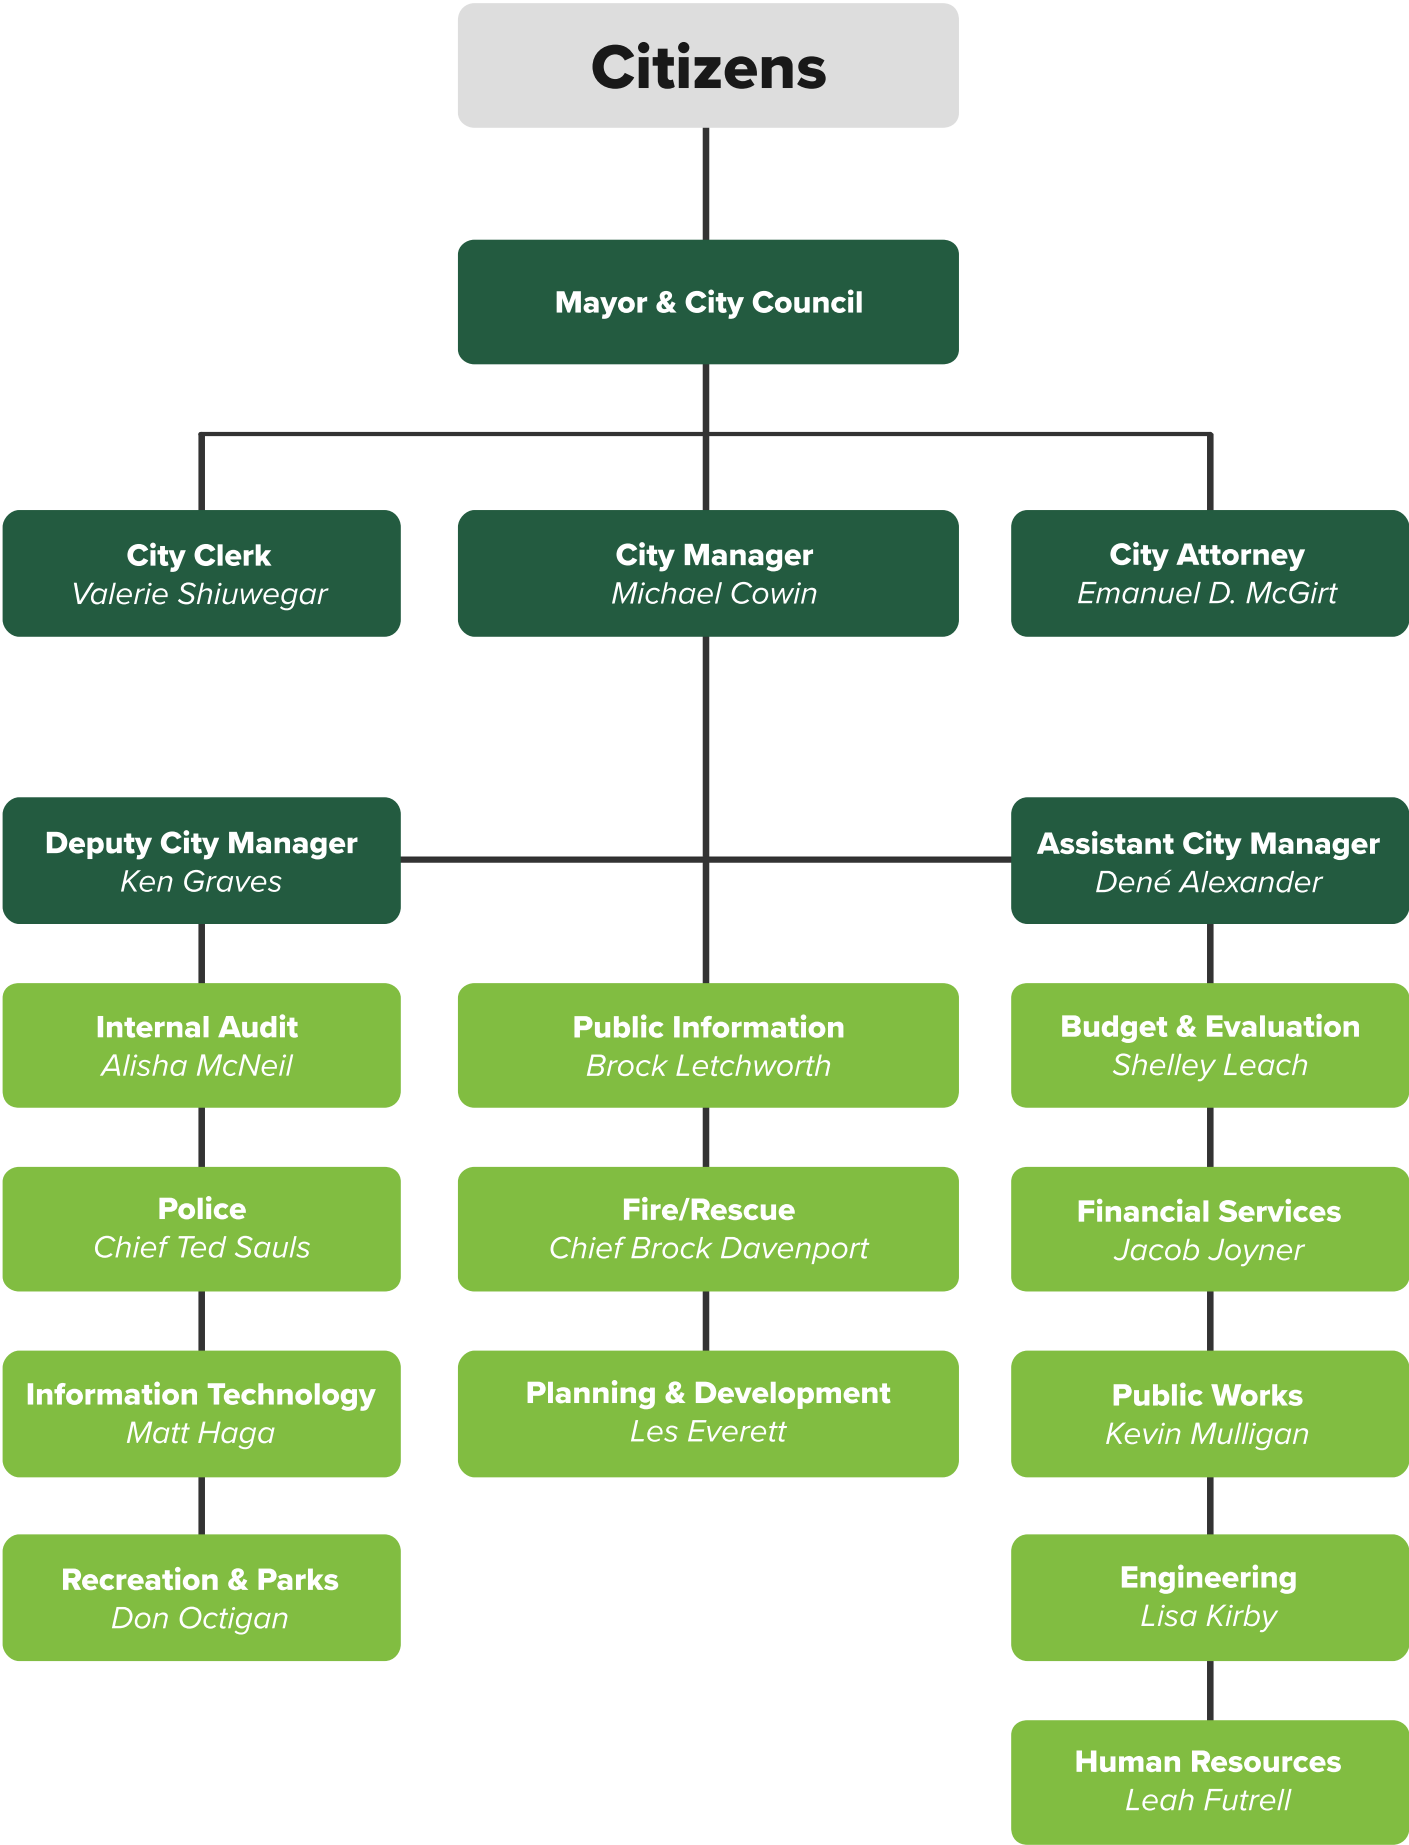 Citizens
Mayor & City Council
City Clerk
Valerie Shiuwegar
City Manager
Michael Cowin
City Attorney
Emanuel D. McGirt
Deputy City Manager
Ken Graves
Assistant City Manager
Dené Alexander
Internal Audit
Alisha McNeil
Public Information
Brock Letchworth
Budget & Evaluation
Shelley Leach
Police
Chief Ted Sauls
Fire/Rescue
Chief Brock Davenport
Financial Services
Jacob Joyner
Information Technology
Matt Haga
Planning & Development
Les Everett
Public Works
Kevin Mulligan
Recreation & Parks
Don Octigan
Engineering
Lisa Kirby
Human Resources
Leah Futrell